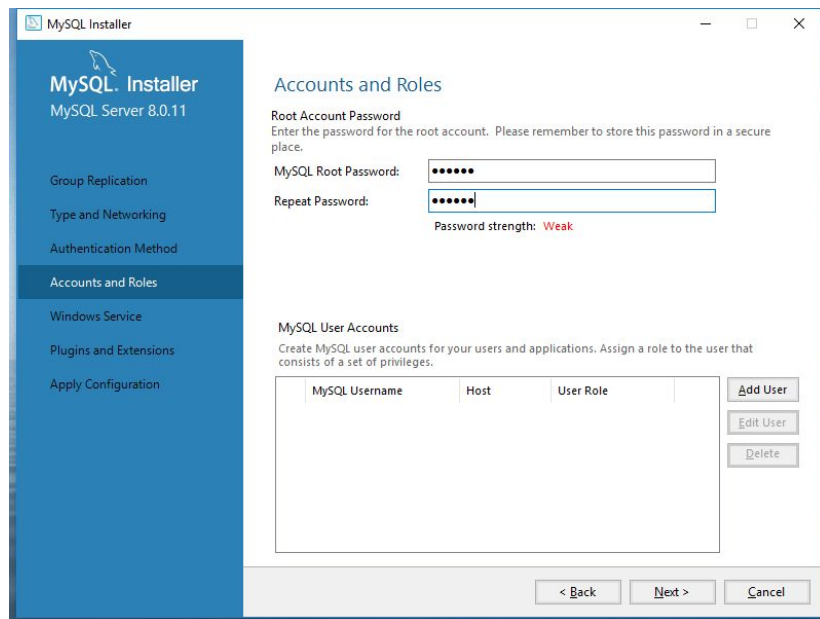 MySQL Installer
MySQL. Installer
MySQL Server 8.0.11
Group Replication
Type and Networking
Authentication Method
Accounts and Roles
Windows Service
Plugins and Extensions
Apply Configuration
Accounts and Roles
Root Account Password
Enter the password for the root account.  Please remember to store this password in a secure
place.
MySQL Root Password: ●●●●●●
Repeat Password: ●●●●●●
Password strength: Weak
MySQL User Accounts
Create MySQL user accounts for your users and applications. Assign a role to the user that
consists of a set of privileges.
MySQL Username Host User Role
Add User
Edit User
Delete
< Back Next > Cancel